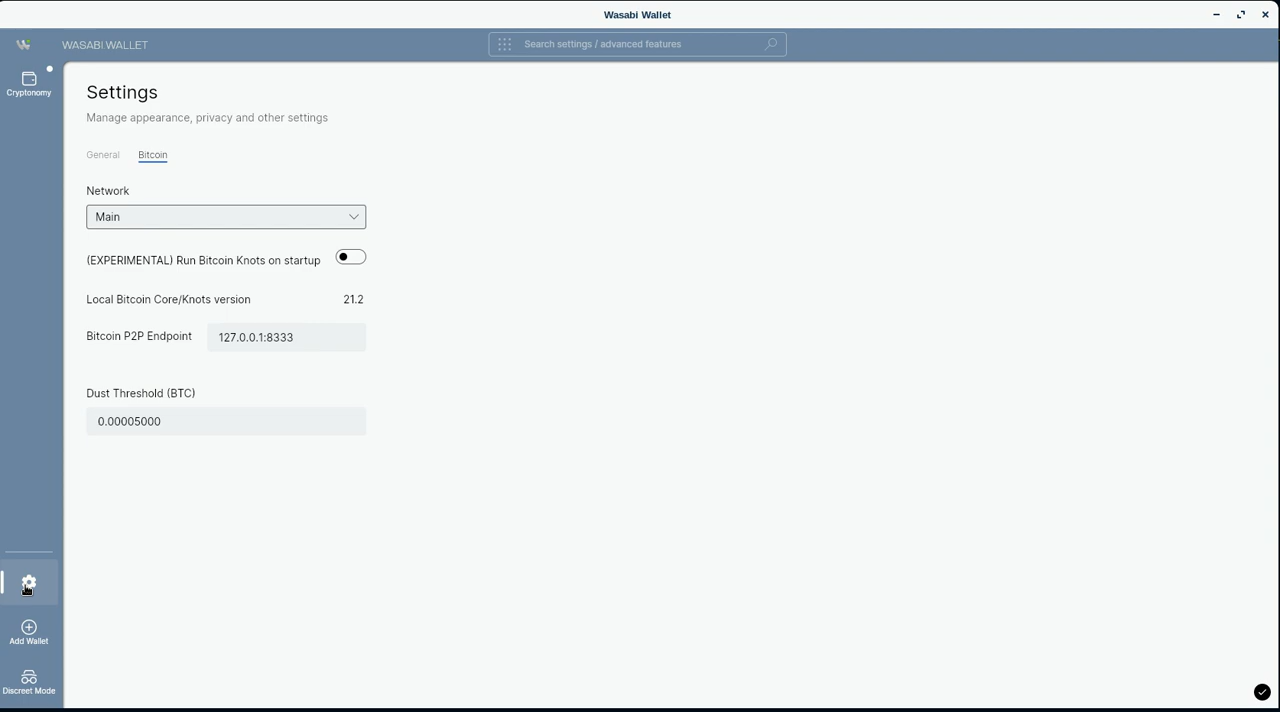 Wasabi Wallet
WASABI WALLET
Search settings / advanced features
Cryptonomy
Settings
Manage appearance, privacy and other settings
General Bitcoin
Network
Main
(EXPERIMENTAL) Run Bitcoin Knots on startup
Local Bitcoin Core/Knots version 21.2
Bitcoin P2P Endpoint 127.0.0.1:8333
Dust Threshold (BTC)
0.00005000
Add Wallet
Discreet Mode